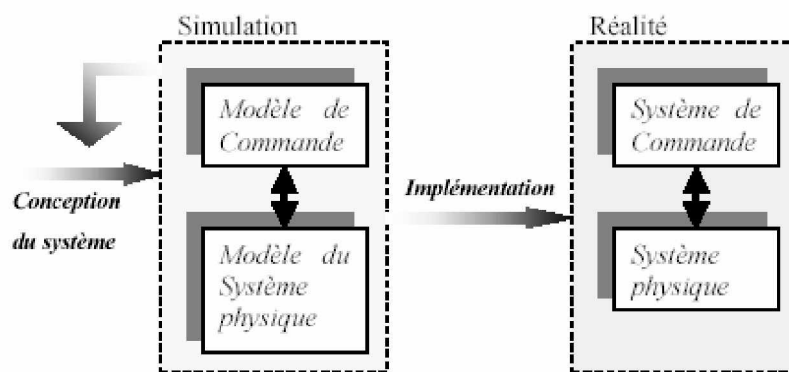 Simulation
Modèle de
Commande
Modèle du
Système
physique
Conception
du système
Implémentation
Réalité
Système de
Commande
Système
physique